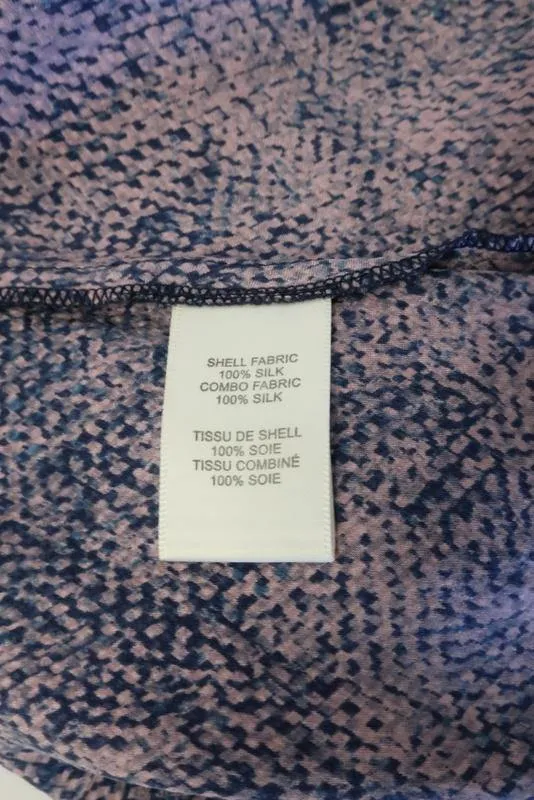 SHELL FABRIC
100% SILK
COMBO FABRIC
100% SILK
TISSU DE SHELL
100% SOIE
TISSU COMBINÉ
100% SOIE